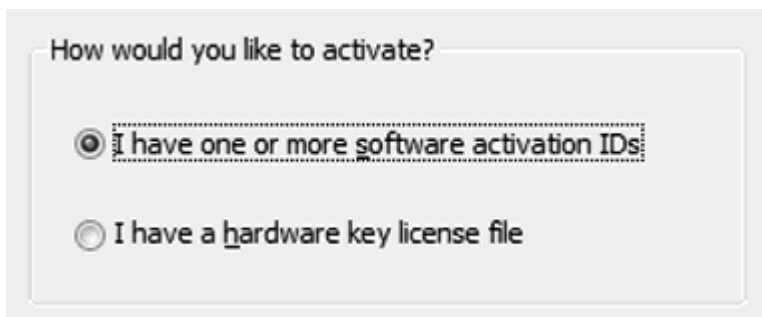 How would you like to activate?
I have one or more software activation IDs
I have a hardware key license file